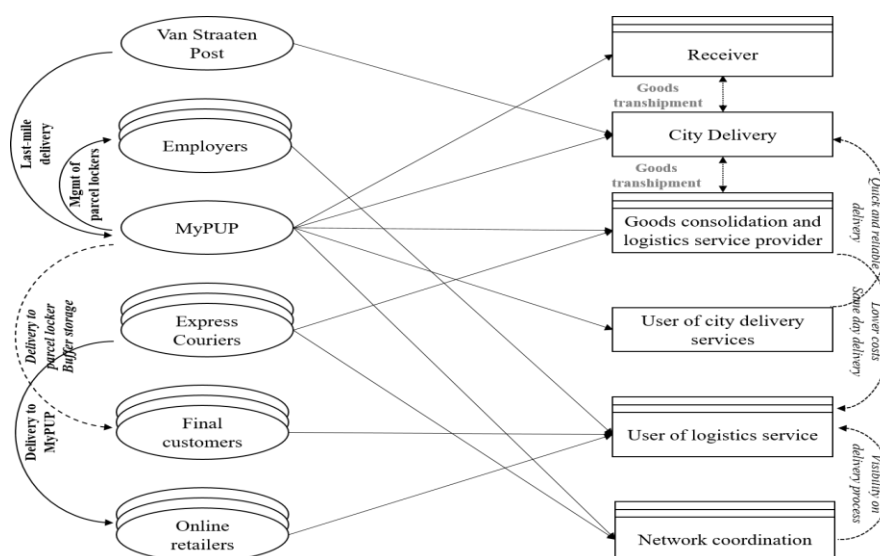 Van Straaten
Post
Employers
MyPUP
Express
Couriers
Final
customers
Online
retailers
Last-mile
delivery
Mgmt of
parcel lockers
Delivery to
parcel locker
Buffer storage
Delivery to
MyPUP
Receiver
Goods
transhipment
City Delivery
Goods
transhipment
Goods consolidation and
logistics service provider
User of city delivery
services
User of logistics service
Network coordination
Quick and reliable
delivery
Lower costs
Same day delivery
Visibility on
delivery process